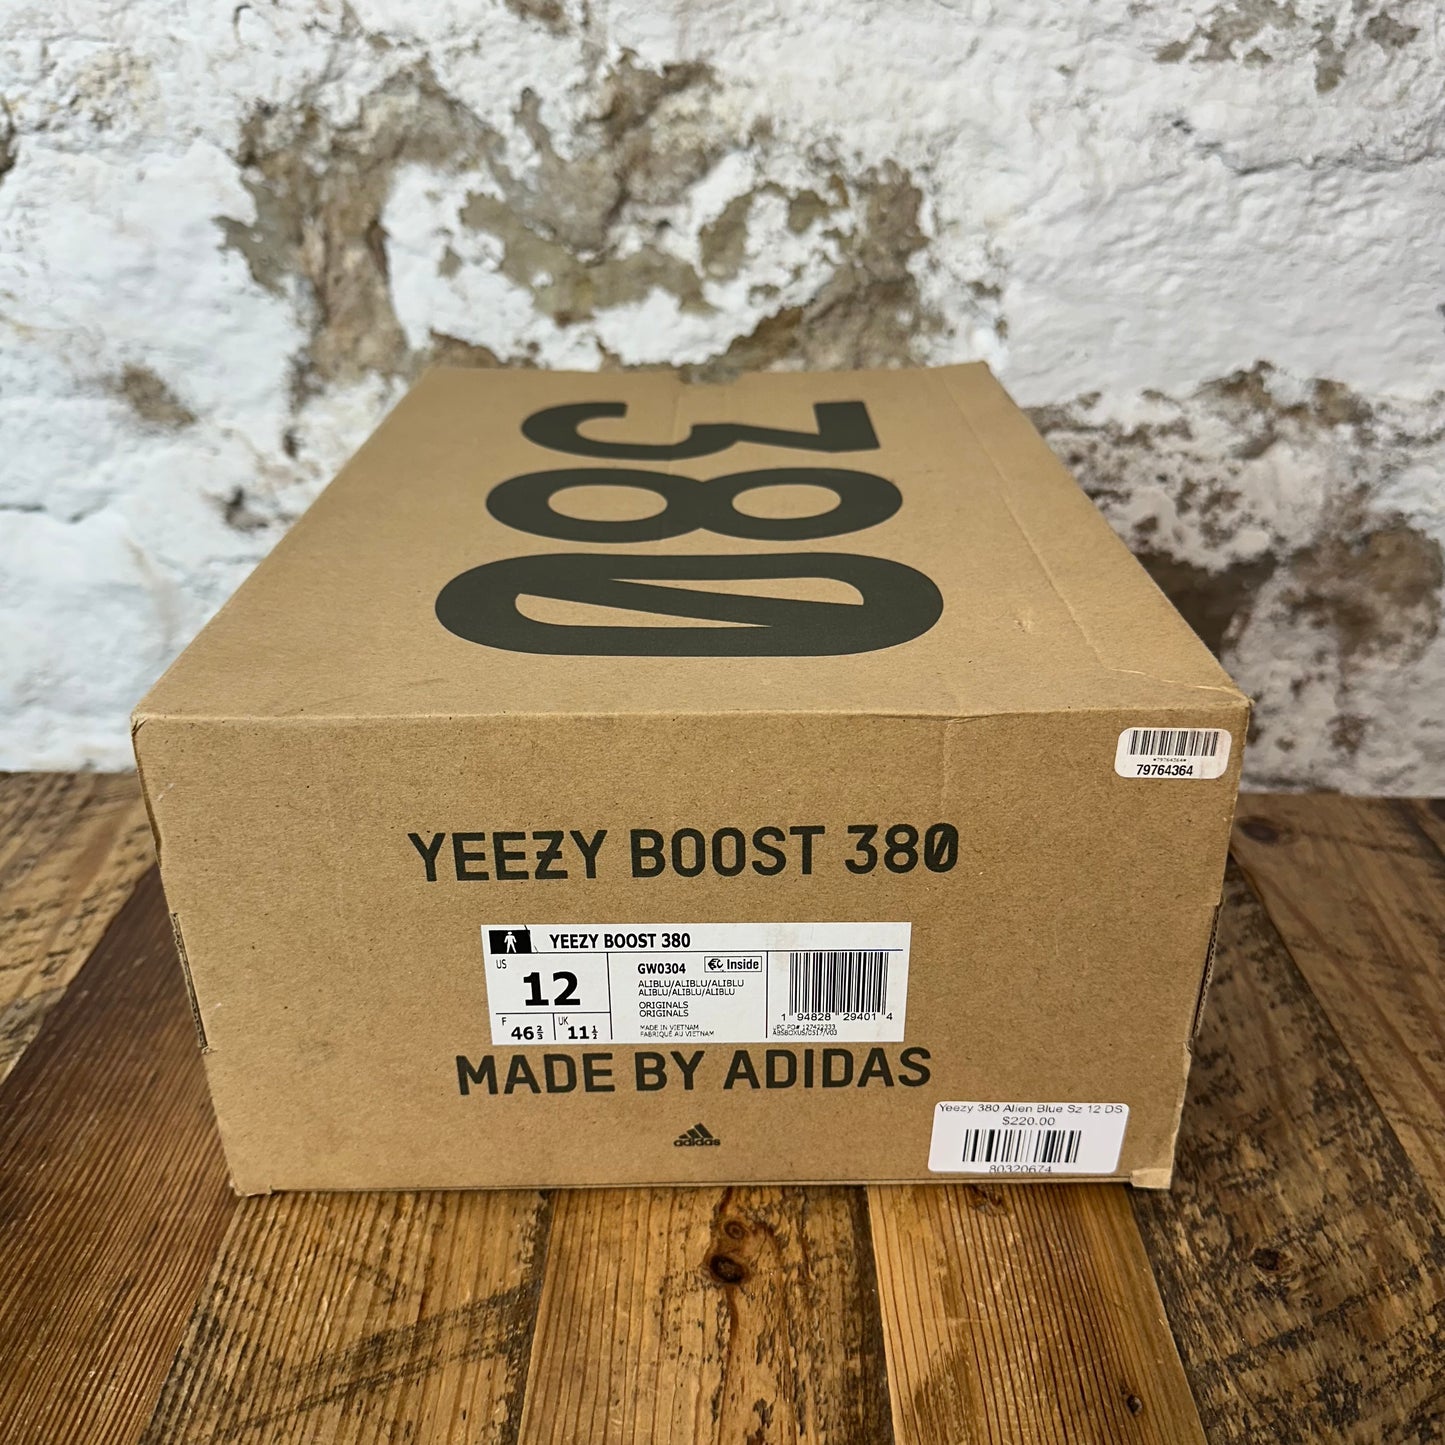 380
*79764364*
79764364
YEEZY BOOST 380
YEEZY BOOST 380
US
12
F
46 2/3
UK
11 1/2
GW0304
Inside
ALIBLU/ALIBLU/ALIBLU
ALIBLU/ALIBLU/ALIBLU
ORIGINALS
ORIGINALS
MADE IN VIETNAM
FABRIQUÉ AU VIETNAM
1 94828 29401 4
MADE BY ADIDAS
adidas
Yeezy 380 Alien Blue Sz 12 DS
$220.00
80320674